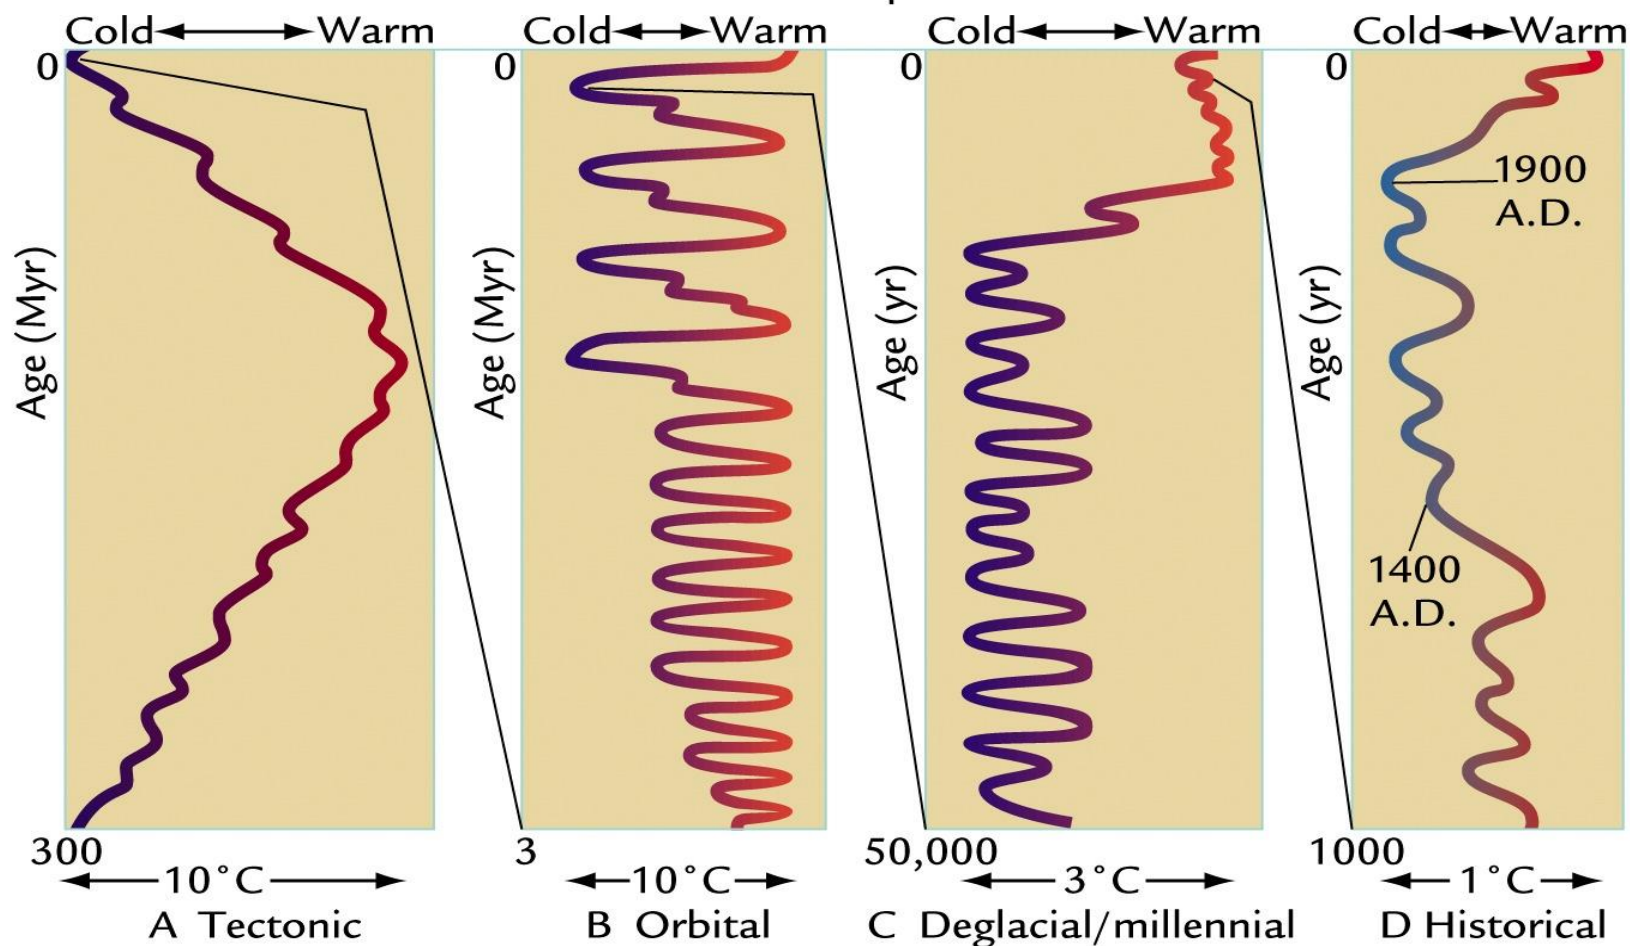 Cold Warm
Cold Warm
Cold Warm
Cold Warm
0
0
0
0
Age (Myr)
Age (Myr)
Age (yr)
Age (yr)
1900
A.D.
1400
A.D.
300
3
50,000
1000
10°C
10°C
3°C
1°C
A Tectonic
B Orbital
C Deglacial/millennial
D Historical